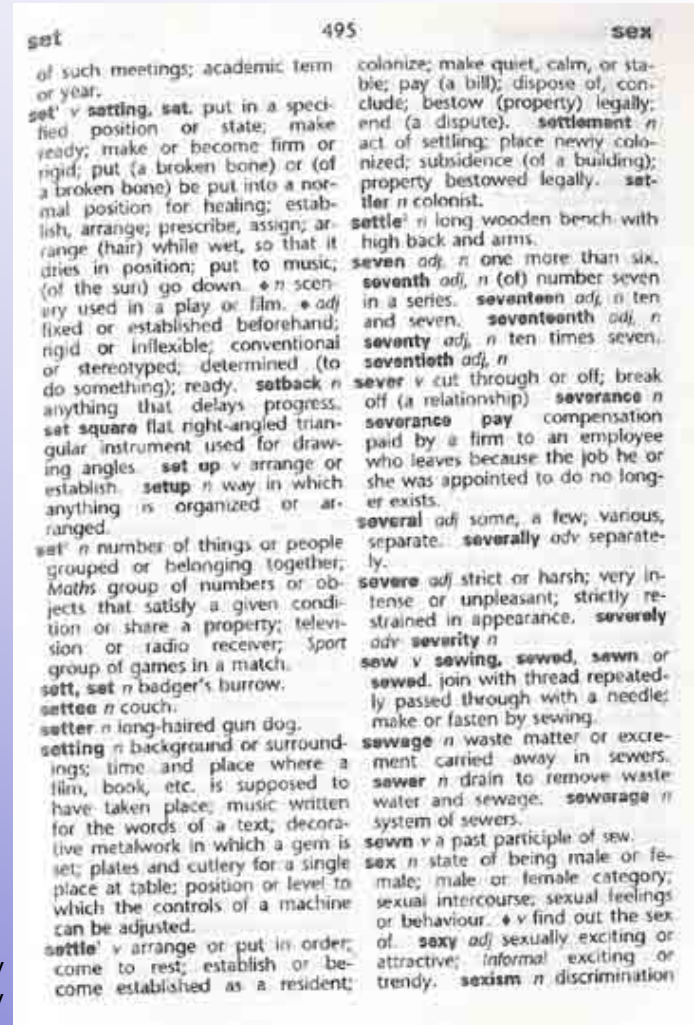 set 495 sex
of such meetings; academic term
or year.
set¹ v setting, set. put in a speci-
fied position or state; make
ready; make or become firm or
rigid; put (a broken bone) or (of
a broken bone) be put into a nor-
mal position for healing; estab-
lish, arrange; prescribe, assign; ar-
range (hair) while wet, so that it
dries in position; put to music;
(of the sun) go down. ♦ n scen-
ery used in a play or film. ♦ adj
fixed or established beforehand;
rigid or inflexible; conventional
or stereotyped; determined (to
do something); ready. setback n
anything that delays progress.
set square flat right-angled trian-
gular instrument used for draw-
ing angles. set up v arrange or
establish. setup n way in which
anything is organized or ar-
ranged.
set² n number of things or people
grouped or belonging together;
Maths group of numbers or ob-
jects that satisfy a given condi-
tion or share a property; televi-
sion or radio receiver; Sport
group of games in a match.
sett, set n badger's burrow.
settee n couch.
setter n long-haired gun dog.
setting n background or surround-
ings; time and place where a
film, book, etc. is supposed to
have taken place; music written
for the words of a text; decora-
tive metalwork in which a gem is
set; plates and cutlery for a single
place at table; position or level to
which the controls of a machine
can be adjusted.
settle¹ v arrange or put in order;
come to rest; establish or be-
come established as a resident;
colonize; make quiet, calm, or sta-
ble; pay (a bill); dispose of, con-
clude; bestow (property) legally;
end (a dispute). settlement n
act of settling; place newly colo-
nized; subsidence (of a building);
property bestowed legally. set-
tler n colonist.
settle² n long wooden bench with
high back and arms.
seven adj, n one more than six.
seventh adj, n (of) number seven
in a series. seventeen adj, n ten
and seven. seventeenth adj, n
seventy adj, n ten times seven.
seventieth adj, n
sever v cut through or off; break
off (a relationship) severance n
severance pay compensation
paid by a firm to an employee
who leaves because the job he or
she was appointed to do no long-
er exists.
several adj some, a few; various,
separate. severally adv separate-
ly.
severe adj strict or harsh; very in-
tense or unpleasant; strictly re-
strained in appearance. severely
adv severity n
sew v sewing, sewed, sewn or
sewed. join with thread repeated-
ly passed through with a needle;
make or fasten by sewing.
sewage n waste matter or excre-
ment carried away in sewers.
sewer n drain to remove waste
water and sewage. sewerage n
system of sewers.
sewn v a past participle of sew.
sex n state of being male or fe-
male; male or female category;
sexual intercourse; sexual feelings
or behaviour. ♦ v find out the sex
of. sexy adj sexually exciting or
attractive; informal exciting or
trendy. sexism n discrimination